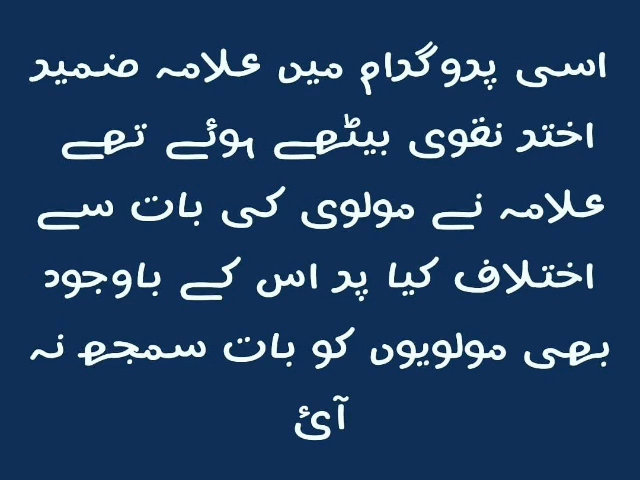 اسی پروگرام میں علامہ ضمیر
اختر نقوی بیٹھے ہوئے تھے
علامہ نے مولوی کی بات سے
اختلاف کیا پر اس کے باوجود
بھی مولویوں کو بات سمجھ نہ
آئ